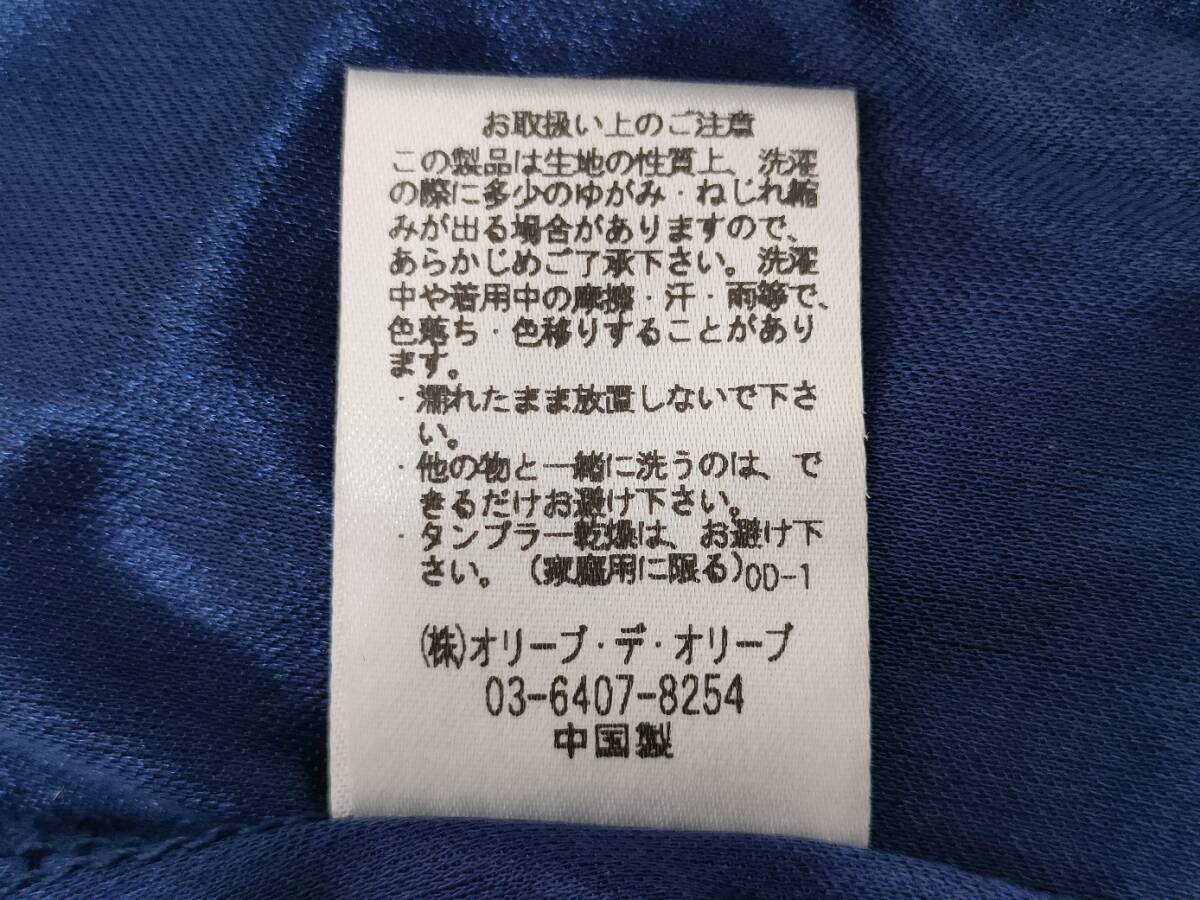 お取扱い上のご注意
この製品は生地の性質上、洗濯
の際に多少のゆがみ・ねじれ縮
みが出る場合がありますので、
あらかじめご了承下さい。洗濯
中や着用中の摩擦・汗・雨等で、
色落ち・色移りすることがあり
ます。
・濡れたまま放置しないで下さ
い。
・他の物と一緒に洗うのは、で
きるだけお避け下さい。
・タンブラー乾燥は、お避け下
さい。(家庭用に限る)OD-1
(株)オリーブ・デ・オリーブ
03-6407-8254
中国製